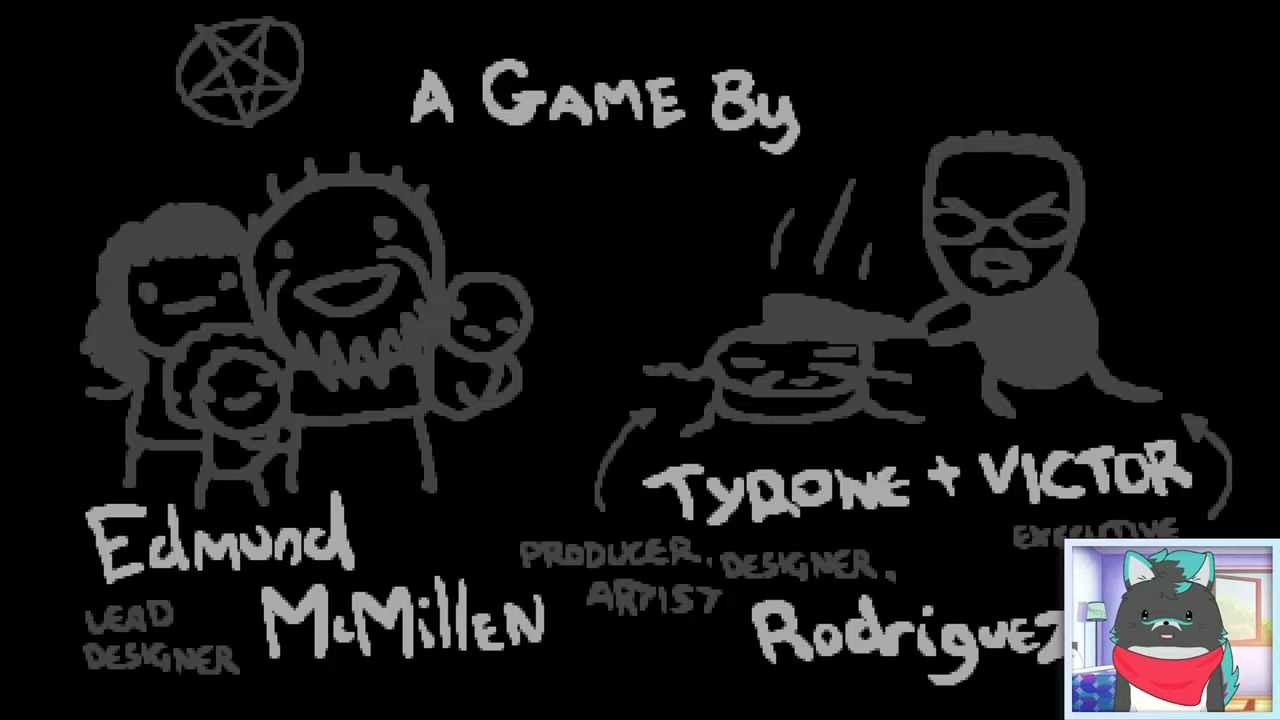 A GAME By
TYRONE + VICTOR
Edmund
PRODUCER, DESIGNER,
EXECUTIVE
ARTIST
LEAD
DESIGNER
McMillEN
RodriguEZ